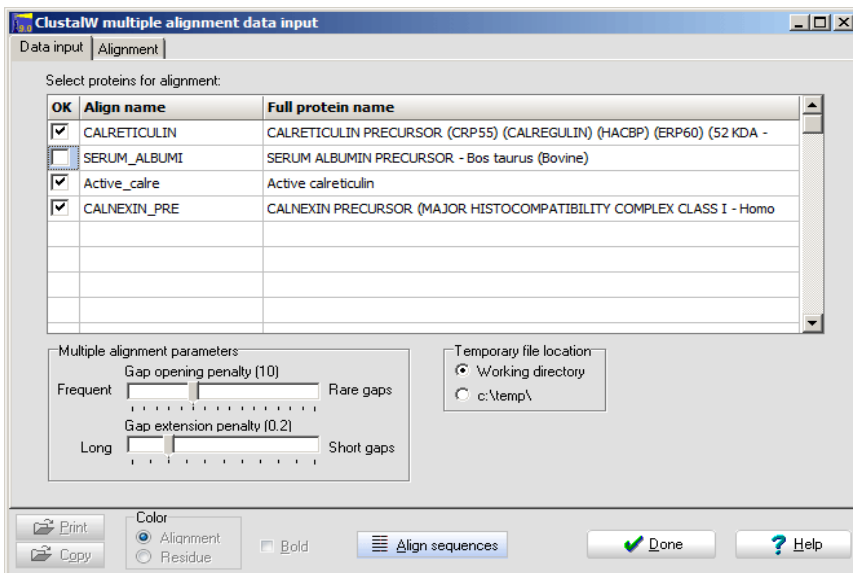 ClustalW multiple alignment data input
Data input Alignment
Select proteins for alignment:
OK Align name Full protein name
CALRETICULIN CALRETICULIN PRECURSOR (CRP55) (CALREGULIN) (HACBP) (ERP60) (52 KDA -
SERUM_ALBUMI SERUM ALBUMIN PRECURSOR - Bos taurus (Bovine)
Active_calre Active calreticulin
CALNEXIN_PRE CALNEXIN PRECURSOR (MAJOR HISTOCOMPATIBILITY COMPLEX CLASS I - Homo
Multiple alignment parameters
Gap opening penalty (10)
Frequent Rare gaps
Gap extension penalty (0.2)
Long Short gaps
Temporary file location
Working directory
c:\temp\
Print
Copy
Color
Alignment
Residue
Bold
Align sequences
Done
? Help